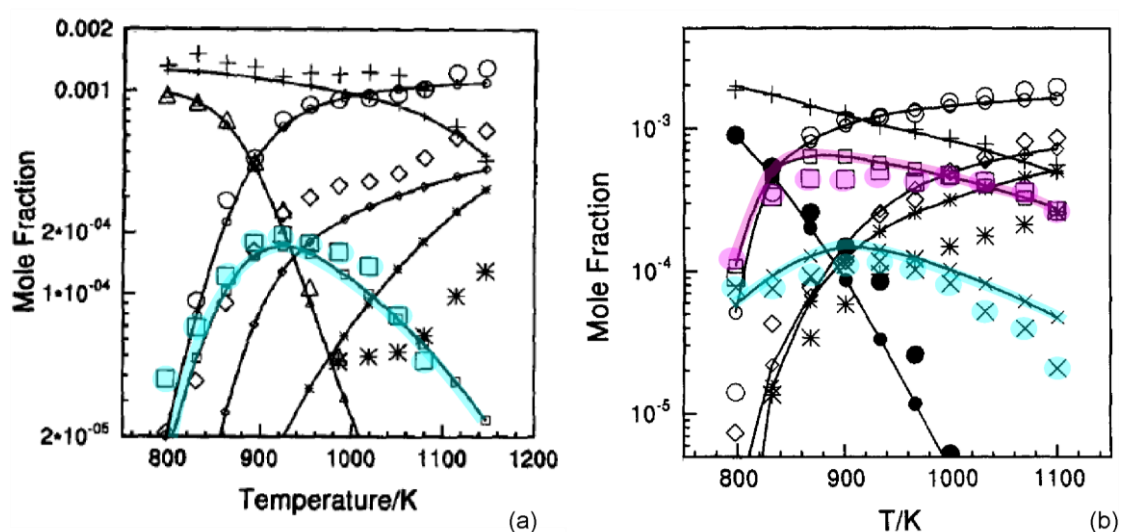 0.002
0.001
2•10⁻⁰⁴
1•10⁻⁰⁴
2•10⁻⁰⁵
Mole Fraction
800 900 1000 1100 1200
Temperature/K
(a)
10⁻³
10⁻⁴
10⁻⁵
Mole Fraction
800 900 1000 1100
T/K
(b)